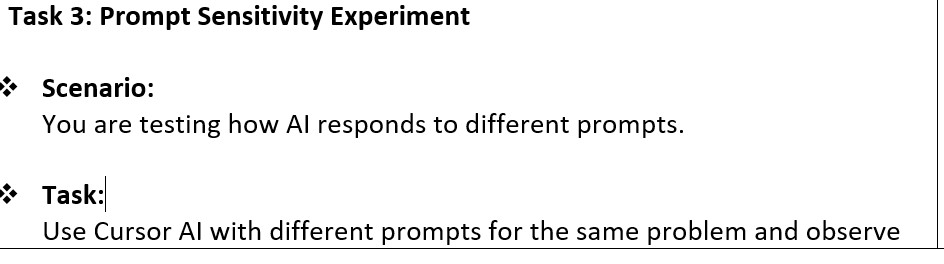 Task 3: Prompt Sensitivity Experiment
❖ Scenario:
You are testing how AI responds to different prompts.
❖ Task:
Use Cursor AI with different prompts for the same problem and observe